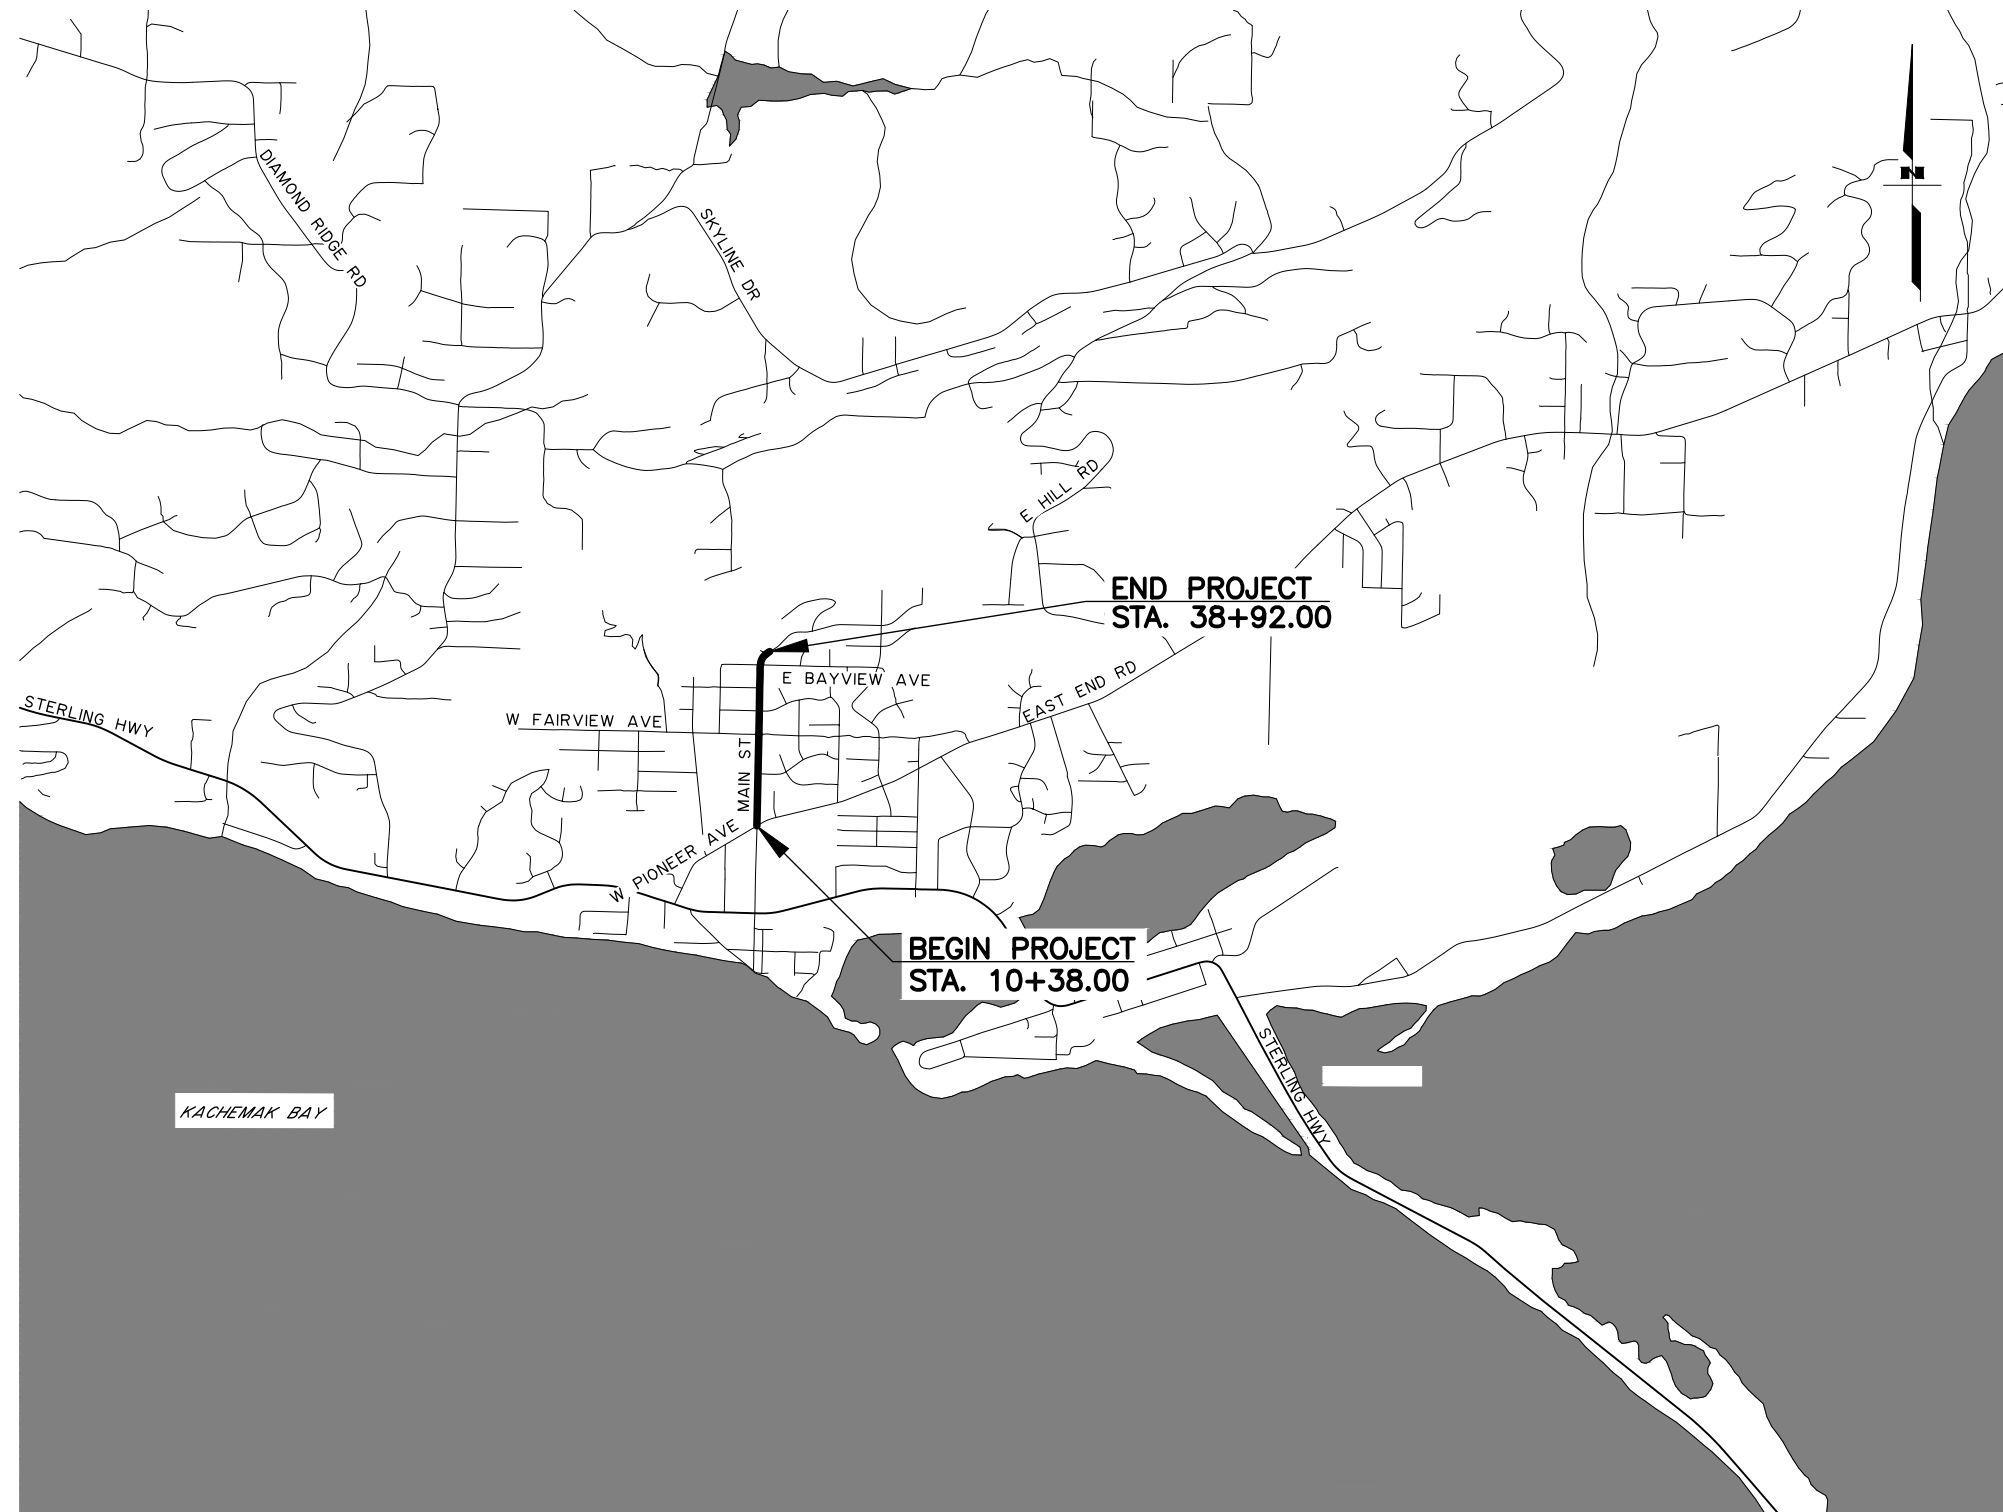 N
DIAMOND RIDGE RD
SKYLINE DR
E HILL RD
END PROJECT
STA. 38+92.00
E BAYVIEW AVE
EAST END RD
STERLING HWY
W FAIRVIEW AVE
MAIN ST
W PIONEER AVE
BEGIN PROJECT
STA. 10+38.00
STERLING HWY
KACHEMAK BAY